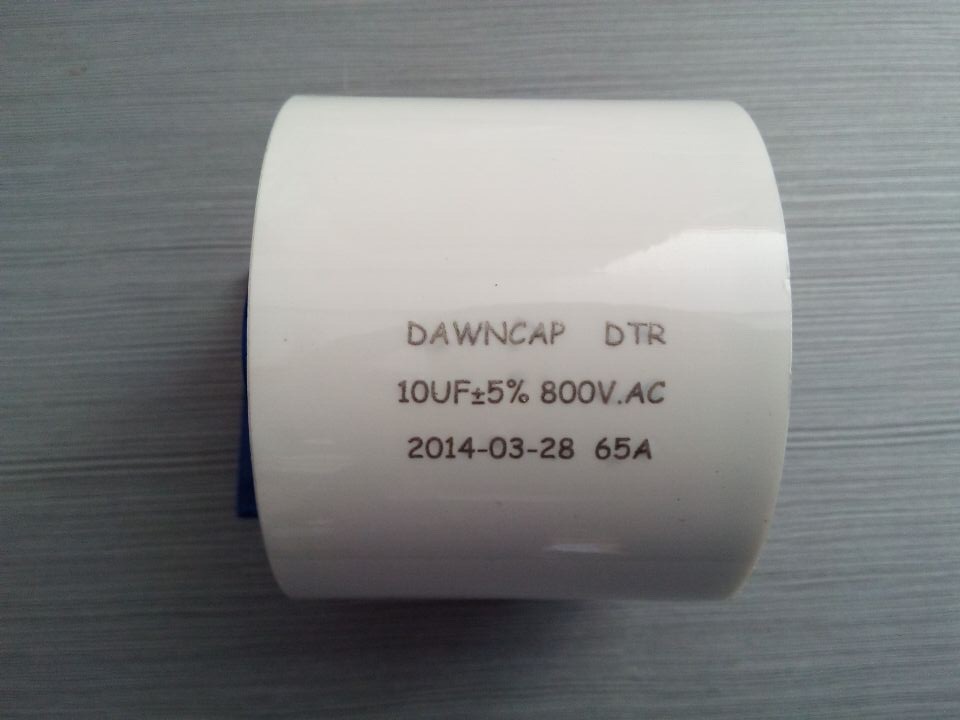 DAWNCAP DTR
10UF±5% 800V.AC
2014-03-28 65A